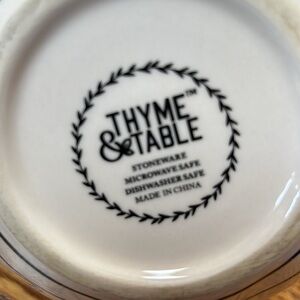 THYME™
&TABLE
STONEWARE
MICROWAVE SAFE
DISHWASHER SAFE
MADE IN CHINA